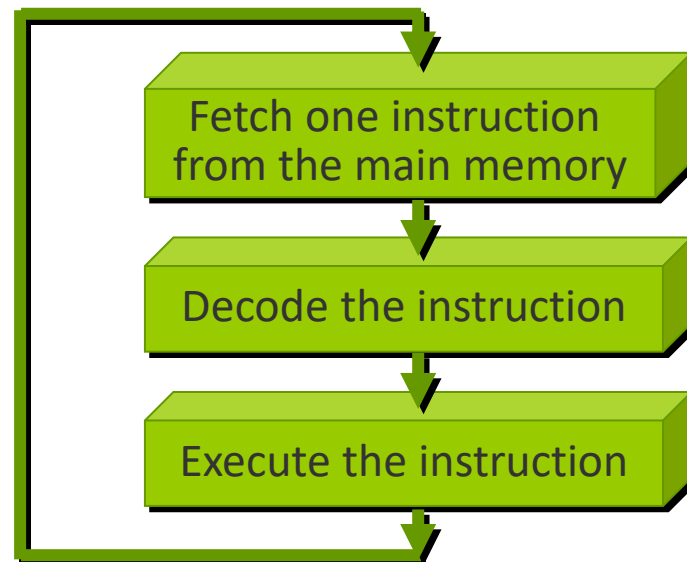 Fetch one instruction
from the main memory
Decode the instruction
Execute the instruction